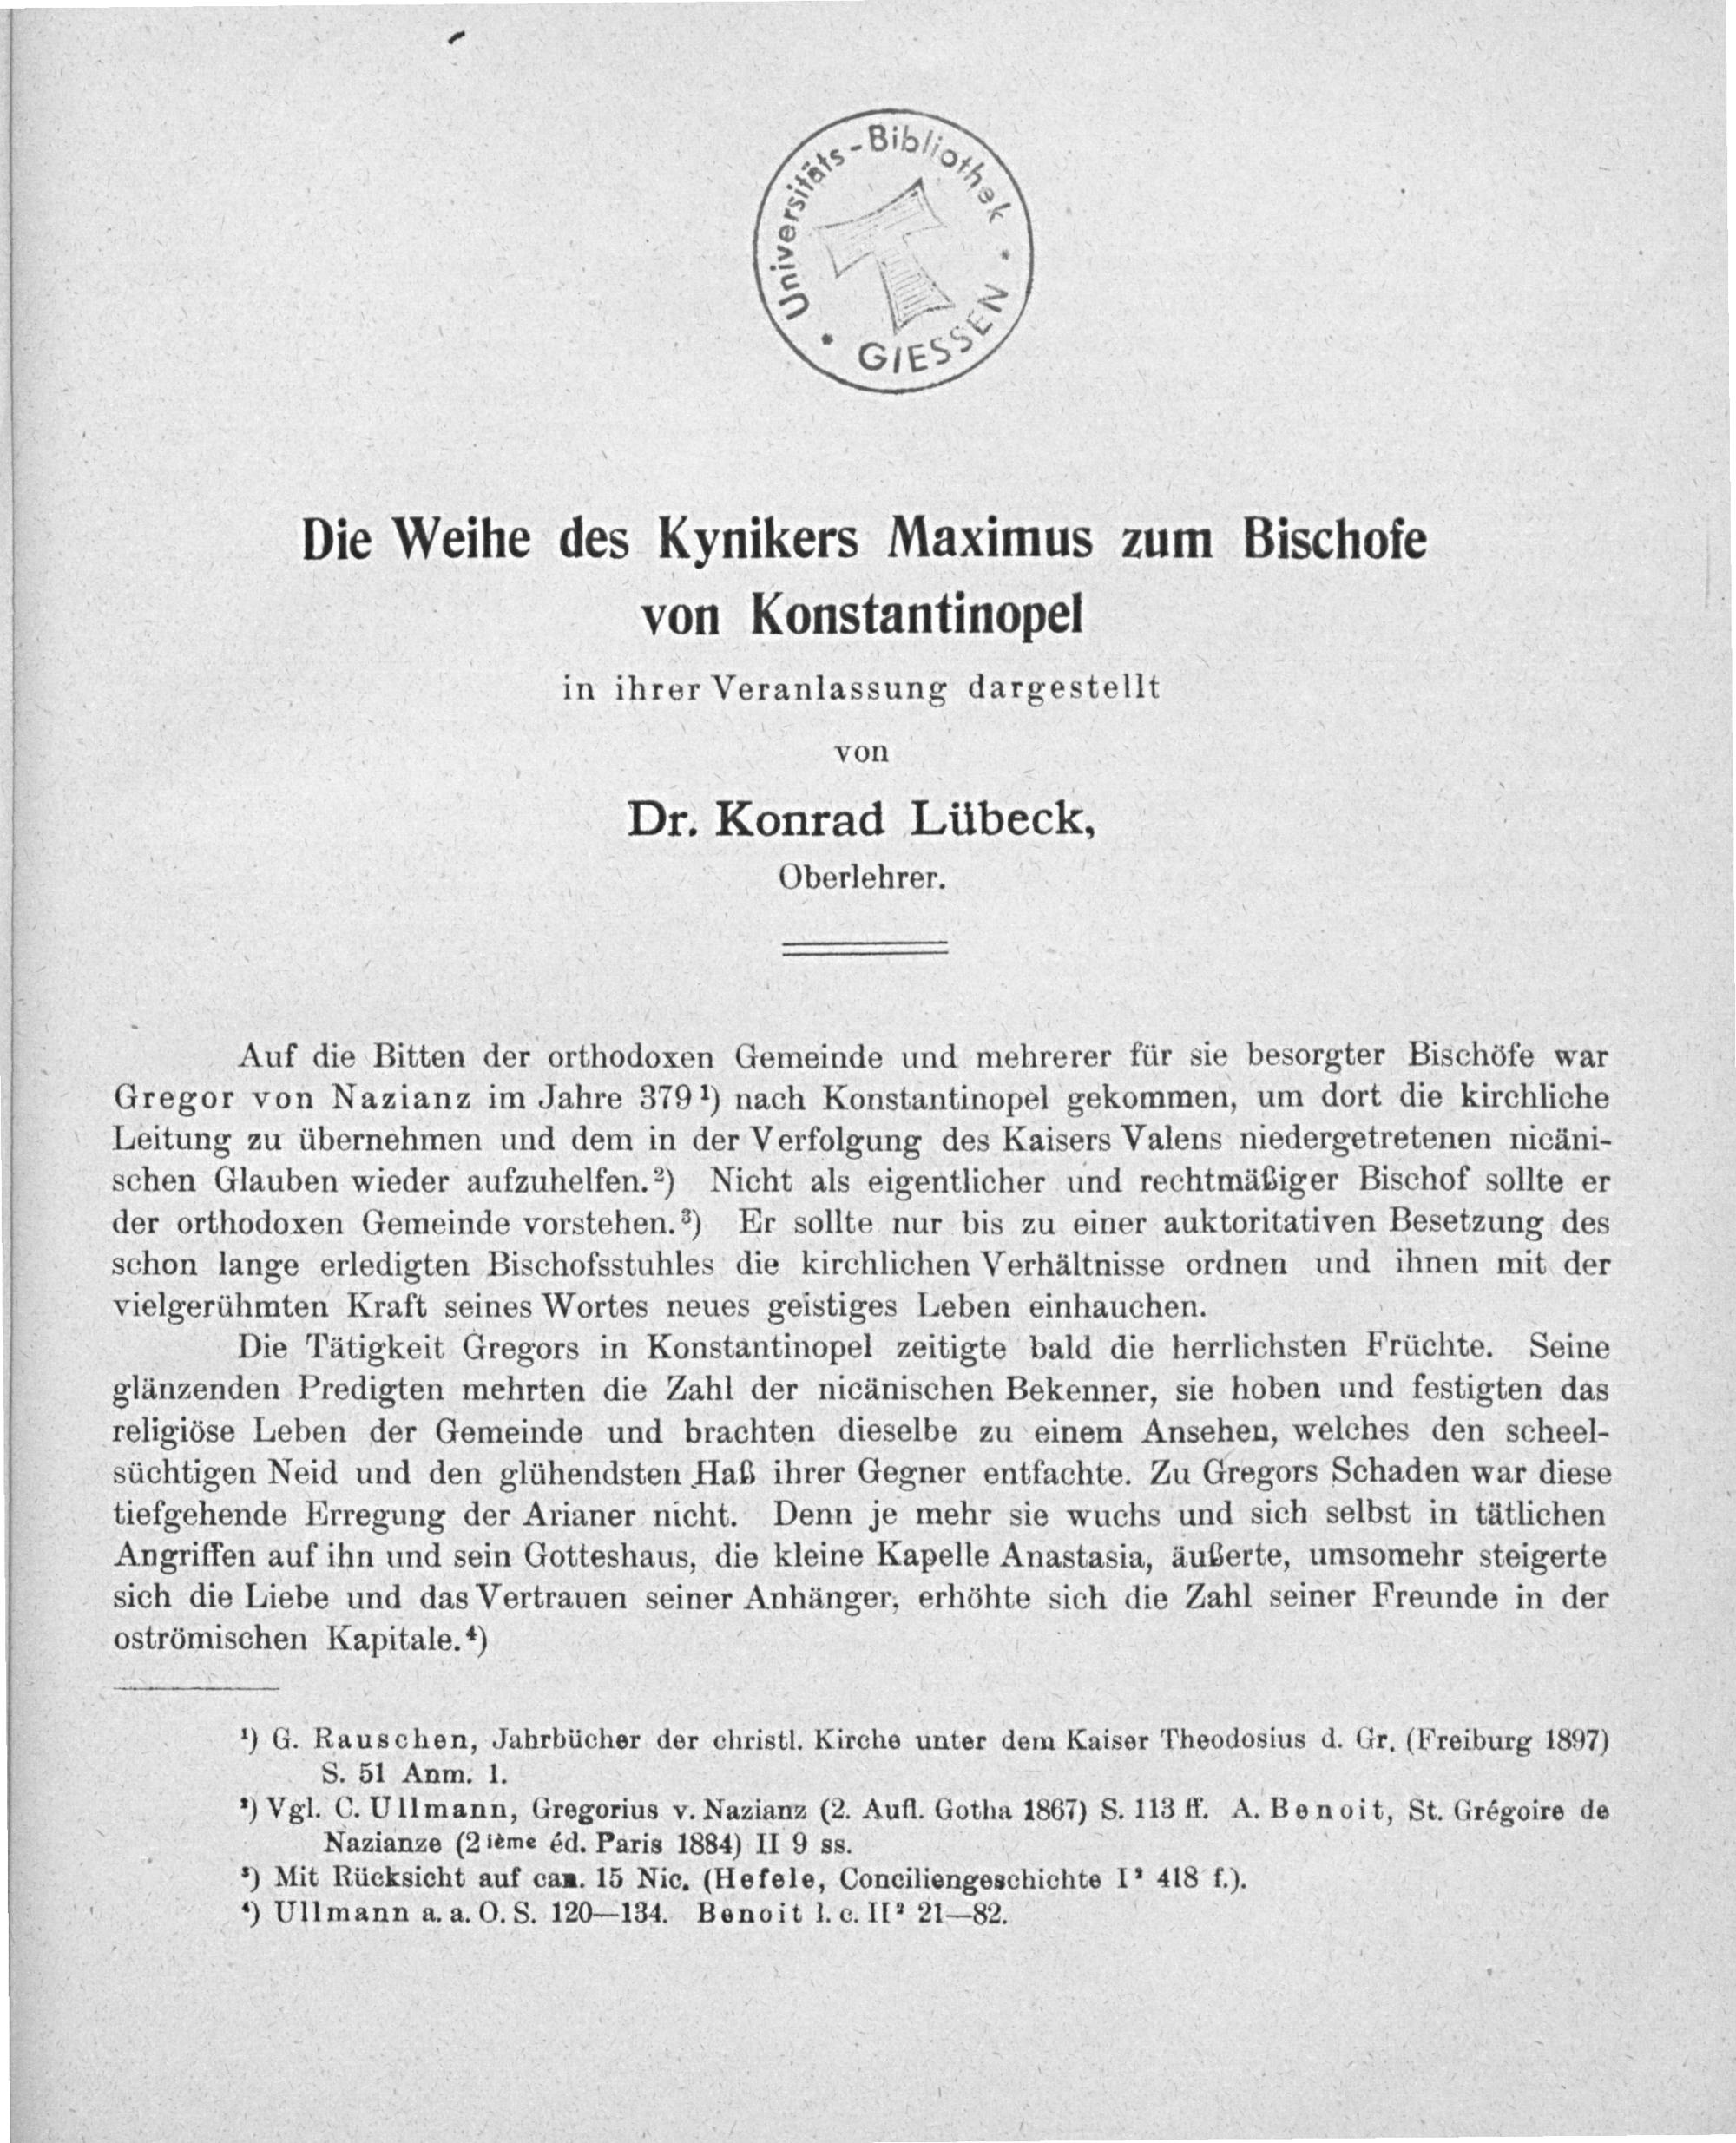 Universitäts-Bibliothek
GIESSEN
Die Weihe des Kynikers Maximus zum Bischofe
von Konstantinopel
in ihrer Veranlassung dargestellt
von
Dr. Konrad Lübeck,
Oberlehrer.
Auf die Bitten der orthodoxen Gemeinde und mehrerer für sie besorgter Bischöfe war
Gregor von Nazianz im Jahre 379 ¹) nach Konstantinopel gekommen, um dort die kirchliche
Leitung zu übernehmen und dem in der Verfolgung des Kaisers Valens niedergetretenen nicäni-
schen Glauben wieder aufzuhelfen. ²) Nicht als eigentlicher und rechtmäßiger Bischof sollte er
der orthodoxen Gemeinde vorstehen. ³) Er sollte nur bis zu einer auktoritativen Besetzung des
schon lange erledigten Bischofsstuhles die kirchlichen Verhältnisse ordnen und ihnen mit der
vielgerühmten Kraft seines Wortes neues geistiges Leben einhauchen.
Die Tätigkeit Gregors in Konstantinopel zeitigte bald die herrlichsten Früchte. Seine
glänzenden Predigten mehrten die Zahl der nicänischen Bekenner, sie hoben und festigten das
religiöse Leben der Gemeinde und brachten dieselbe zu einem Ansehen, welches den scheel-
süchtigen Neid und den glühendsten Haß ihrer Gegner entfachte. Zu Gregors Schaden war diese
tiefgehende Erregung der Arianer nicht. Denn je mehr sie wuchs und sich selbst in tätlichen
Angriffen auf ihn und sein Gotteshaus, die kleine Kapelle Anastasia, äußerte, umsomehr steigerte
sich die Liebe und das Vertrauen seiner Anhänger, erhöhte sich die Zahl seiner Freunde in der
oströmischen Kapitale. ⁴)
¹) G. Rauschen, Jahrbücher der christl. Kirche unter dem Kaiser Theodosius d. Gr. (Freiburg 1897)
S. 51 Anm. 1.
²) Vgl. C. Ullmann, Gregorius v. Nazianz (2. Aufl. Gotha 1867) S. 113 ff. A. Benoit, St. Grégoire de
Nazianze (2 ième éd. Paris 1884) II 9 ss.
³) Mit Rücksicht auf can. 15 Nic. (Hefele, Conciliengeschichte I² 418 f.).
⁴) Ullmann a. a. O. S. 120—134. Benoit l. c. II² 21—82.